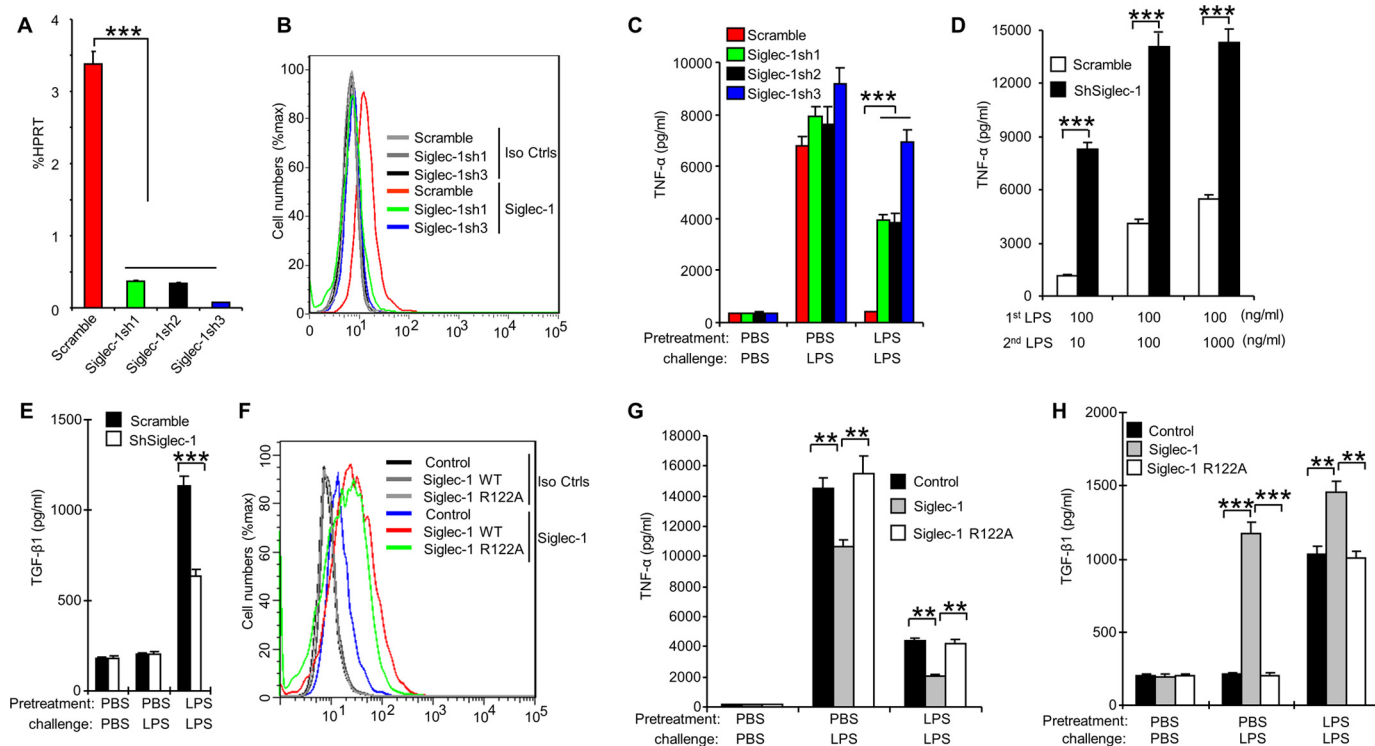 A
***
%HPRT
4
3
2
1
0
Scramble
Siglec-1sh1
Siglec-1sh2
Siglec-1sh3
B
Cell numbers (%max)
100
80
60
40
20
0
Scramble
Siglec-1sh1
Siglec-1sh3
Iso Ctrls
Scramble
Siglec-1sh1
Siglec-1sh3
Siglec-1
0 10¹ 10² 10³ 10⁴ 10⁵
C
Scramble
Siglec-1sh1
Siglec-1sh2
Siglec-1sh3
***
TNF-α (pg/ml)
10000
8000
6000
4000
2000
0
Pretreatment: PBS PBS LPS
challenge: PBS LPS LPS
D
*** ***
Scramble
ShSiglec-1
***
TNF-α (pg/ml)
15000
12000
9000
6000
3000
0
1st LPS 100 100 100 (ng/ml)
2nd LPS 10 100 1000 (ng/ml)
E
Scramble
ShSiglec-1
***
TGF-β1 (pg/ml)
1500
1000
500
0
Pretreatment: PBS PBS LPS
challenge: PBS LPS LPS
F
Cell numbers (%max)
100
80
60
40
20
0
Control
Siglec-1 WT
Siglec-1 R122A
Iso Ctrls
Control
Siglec-1 WT
Siglec-1 R122A
Siglec-1
10¹ 10² 10³ 10⁴ 10⁵
G
** **
Control
Siglec-1
Siglec-1 R122A
** **
TNF-α (pg/ml)
18000
16000
14000
12000
10000
8000
6000
4000
2000
0
Pretreatment: PBS PBS LPS
challenge: PBS LPS LPS
H
Control
Siglec-1
Siglec-1 R122A
** **
*** ***
TGF-β1 (pg/ml)
2000
1500
1000
500
0
Pretreatment: PBS PBS LPS
challenge: PBS LPS LPS